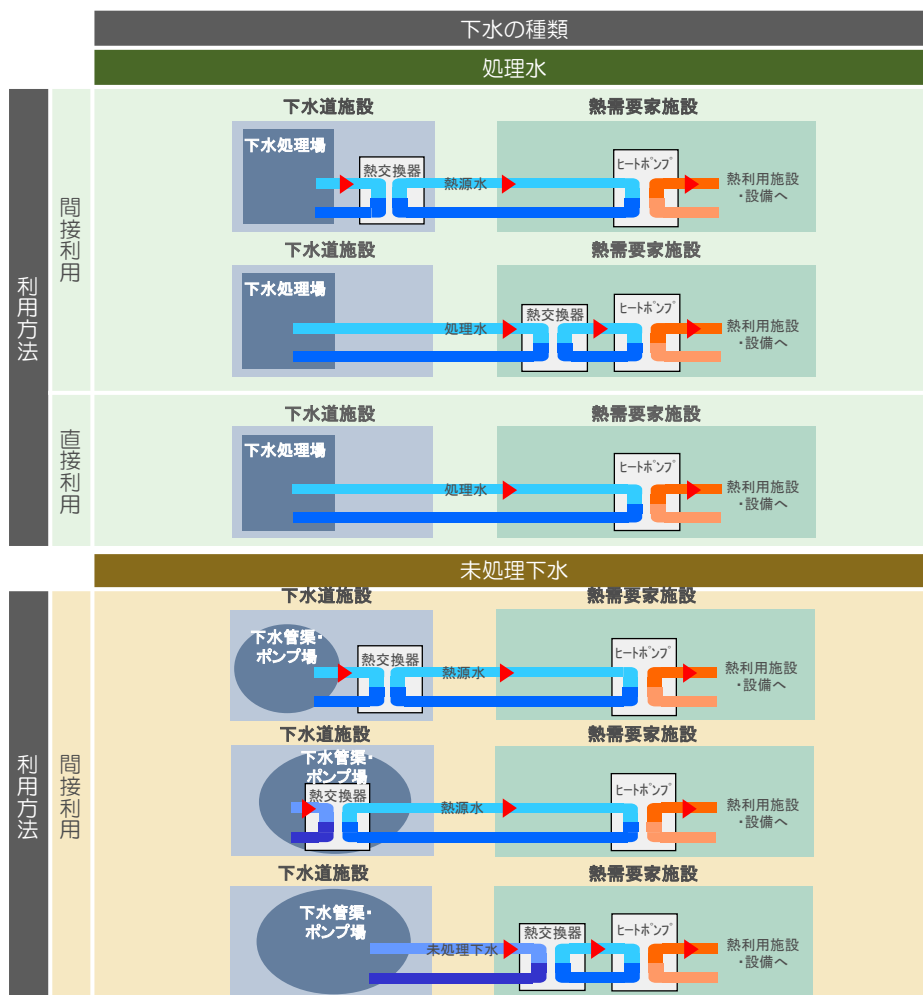 下水の種類
処理水
利用方法
間接利用
下水道施設
熱需要家施設
下水処理場
熱交換器
熱源水
ﾋｰﾄﾎﾟﾝﾌﾟ
熱利用施設
・設備へ
下水道施設
熱需要家施設
下水処理場
処理水
熱交換器
ﾋｰﾄﾎﾟﾝﾌﾟ
熱利用施設
・設備へ
直接利用
下水道施設
熱需要家施設
下水処理場
処理水
ﾋｰﾄﾎﾟﾝﾌﾟ
熱利用施設
・設備へ
未処理下水
利用方法
間接利用
下水道施設
熱需要家施設
下水管渠・
ポンプ場
熱交換器
熱源水
ﾋｰﾄﾎﾟﾝﾌﾟ
熱利用施設
・設備へ
下水道施設
熱需要家施設
下水管渠・
ポンプ場
熱交換器
熱源水
ﾋｰﾄﾎﾟﾝﾌﾟ
熱利用施設
・設備へ
下水道施設
熱需要家施設
下水管渠・
ポンプ場
未処理下水
熱交換器
ﾋｰﾄﾎﾟﾝﾌﾟ
熱利用施設
・設備へ